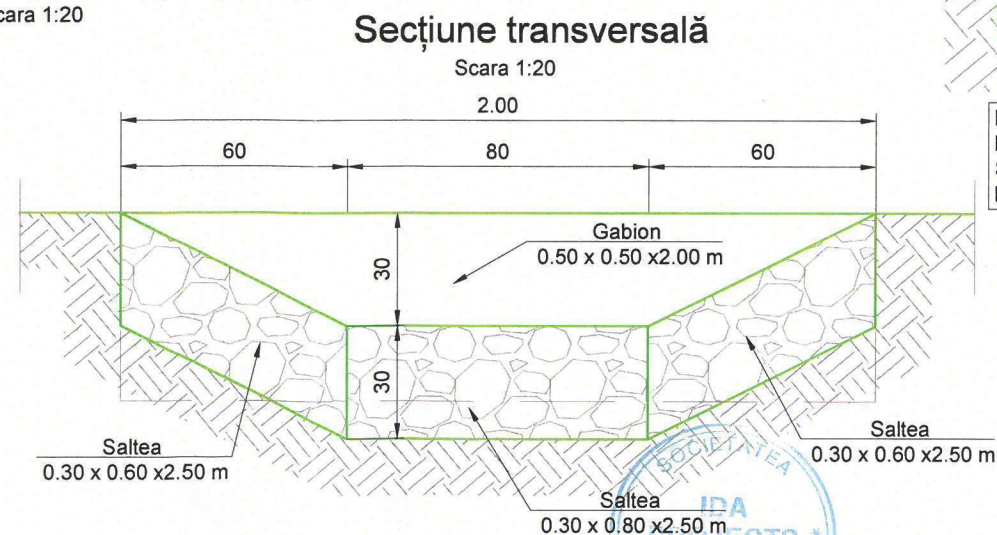 Scara 1:20
Secțiune transversală
Scara 1:20
2.00
60
80
60
30
30
Gabion
0.50 x 0.50 x2.00 m
Saltea
0.30 x 0.60 x2.50 m
Saltea
0.30 x 0.60 x2.50 m
Saltea
0.30 x 0.80 x2.50 m
SOCIETATEA
IDA